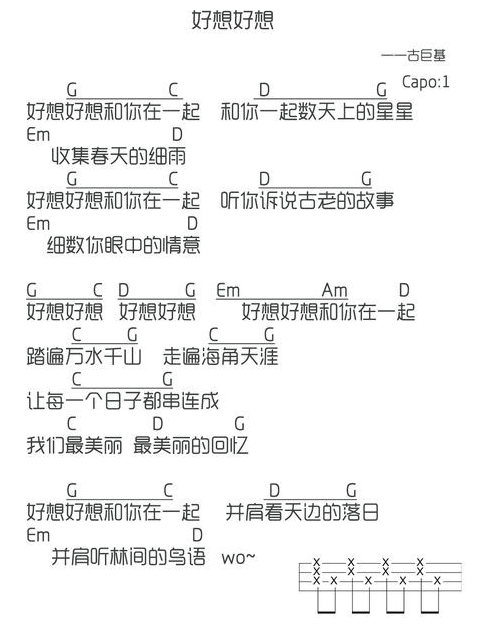 好想好想
——古巨基
Capo:1
G C D G
好想好想和你在一起 和你一起数天上的星星
Em D
收集春天的细雨
G C D G
好想好想和你在一起 听你诉说古老的故事
Em D
细数你眼中的情意
G C D G Em Am D
好想好想 好想好想 好想好想和你在一起
C G C G
踏遍万水千山 走遍海角天涯
C G
让每一个日子都串连成
C D G
我们最美丽 最美丽的回忆
G C D G
好想好想和你在一起 并肩看天边的落日
Em D
并肩听林间的鸟语 wo~